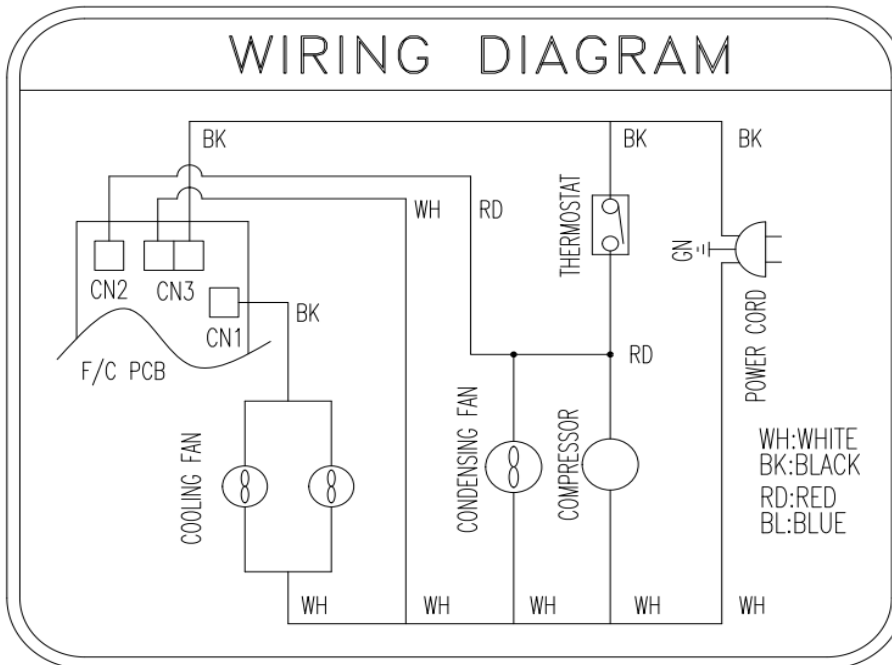 WIRING DIAGRAM
BK
BK
BK
WH
RD
THERMOSTAT
GN
CN2
CN3
CN1
BK
F/C PCB
RD
POWER CORD
COOLING FAN
CONDENSING FAN
COMPRESSOR
WH:WHITE
BK:BLACK
RD:RED
BL:BLUE
WH
WH
WH
WH
WH